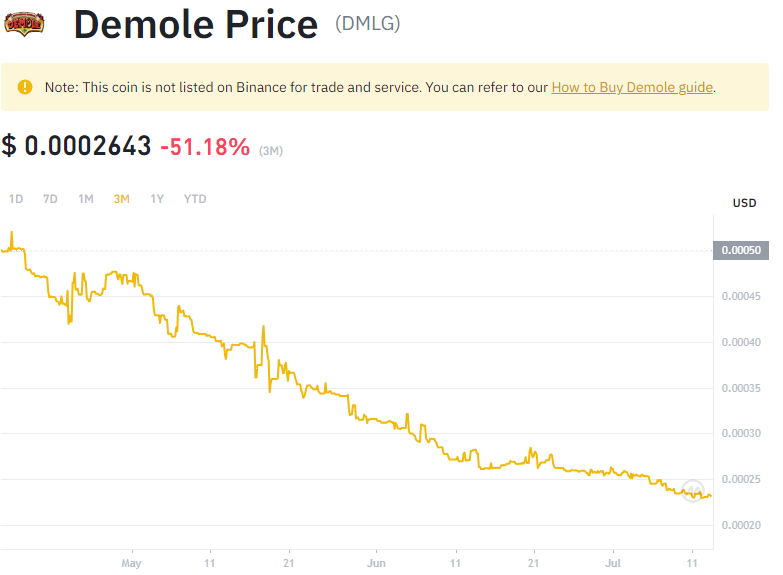 DEMOLE
Demole Price (DMLG)
Note: This coin is not listed on Binance for trade and service. You can refer to our How to Buy Demole guide.
$ 0.0002643 -51.18% (3M)
1D 7D 1M 3M 1Y YTD
USD
0.00050
0.00045
0.00040
0.00035
0.00030
0.00025
0.00020
May 11 21 Jun 11 21 Jul 11